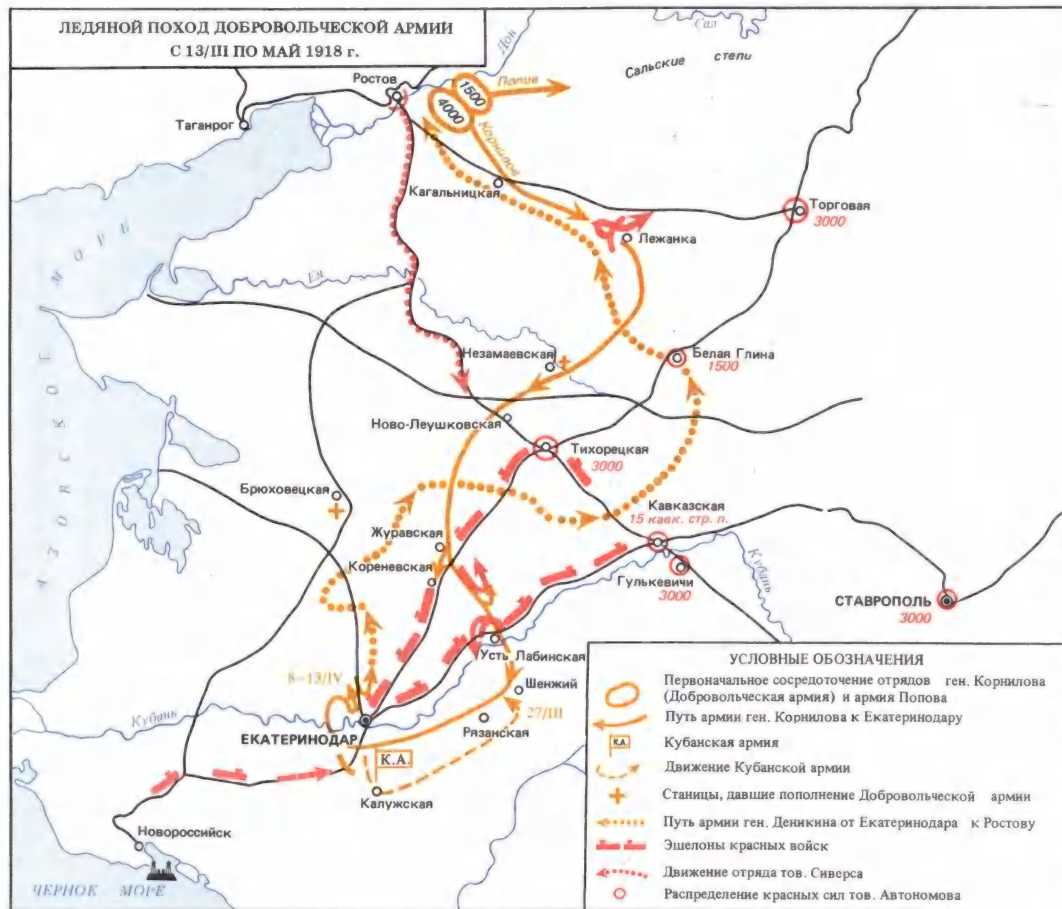 ЛЕДЯНОЙ ПОХОД ДОБРОВОЛЬЧЕСКОЙ АРМИИ
С 13/III ПО МАЙ 1918 г.
Дон
Сал
Сальские степи
Ростов
Попов
1500
4000
Корнилов
Таганрог
Кагальницкая
Торговая
3000
Лежанка
АЗОВСКОЕ МОРЕ
Ея
Незамаевская
Белая Глина
1500
Ново-Леушковская
Тихорецкая
3000
Брюховецкая
Кавказская
15 кавк. стр. п.
Журавская
Кореневская
Кубань
Гулькевичи
3000
СТАВРОПОЛЬ
3000
Усть Лабинская
8–13/IV
Шенжий
Кубань
27/III
ЕКАТЕРИНОДАР
Рязанская
К.А.
Калужская
Новороссийск
ЧЕРНОЕ МОРЕ
УСЛОВНЫЕ ОБОЗНАЧЕНИЯ
Первоначальное сосредоточение отрядов ген. Корнилова
(Добровольческая армия) и армия Попова
Путь армии ген. Корнилова к Екатеринодару
К.А.
Кубанская армия
Движение Кубанской армии
Станицы, давшие пополнение Добровольческой армии
Путь армии ген. Деникина от Екатеринодара к Ростову
Эшелоны красных войск
Движение отряда тов. Сиверса
Распределение красных сил тов. Автономова